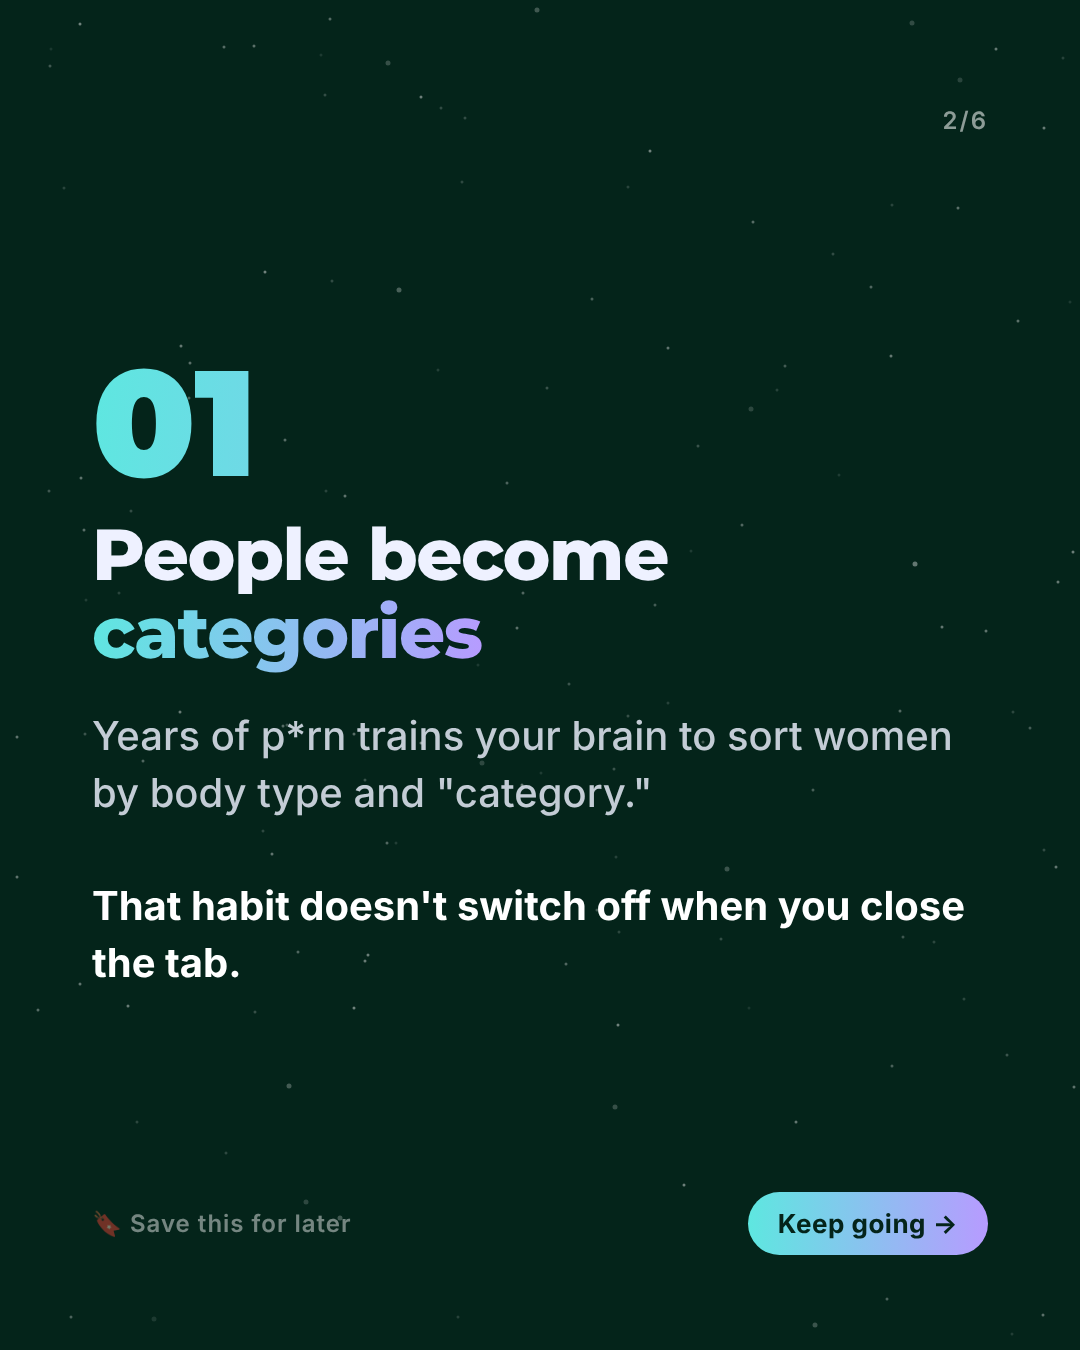 2/6
01
People become
categories
Years of p*rn trains your brain to sort women
by body type and "category."
That habit doesn't switch off when you close
the tab.
🔖 Save this for later
Keep going →